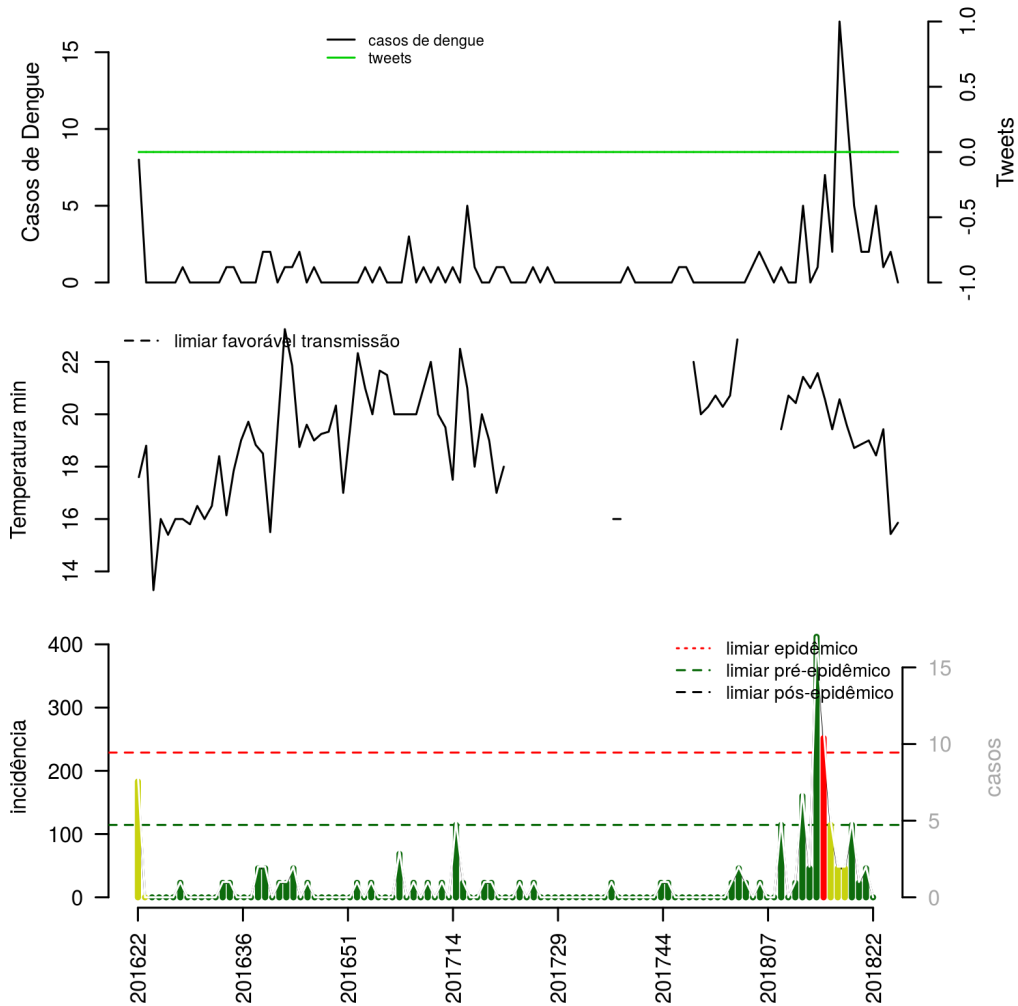 casos de dengue
tweets
Casos de Dengue
0
5
10
15
Tweets
-1.0
-0.5
0.0
0.5
1.0
limiar favorável transmissão
Temperatura min
14
16
18
20
22
limiar epidêmico
limiar pré-epidêmico
limiar pós-epidêmico
incidência
400
300
200
100
0
casos
15
10
5
0
201622
201636
201651
201714
201729
201744
201807
201822